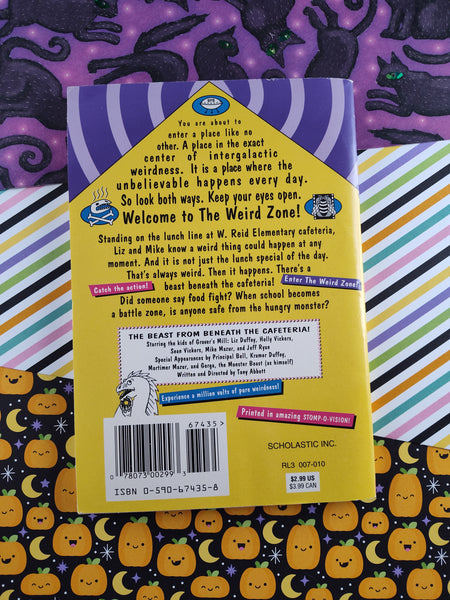 You are about to
enter a place like no
other. A place in the exact
center of intergalactic
weirdness. It is a place where the
unbelievable happens every day.
So look both ways. Keep your eyes open.
Welcome to The Weird Zone!
Standing on the lunch line at W. Reid Elementary cafeteria,
Liz and Mike know a weird thing could happen at any
moment. And it is not just the lunch special of the day.
That's always weird. Then it happens. There's a
Catch the action!
beast beneath the cafeteria!
Enter The Weird Zone!
Did someone say food fight? When school becomes
a battle zone, is anyone safe from the hungry monster?
THE BEAST FROM BENEATH THE CAFETERIA!
Starring the kids of Grover's Mill: Liz Duffey, Holly Vickers,
Sean Vickers, Mike Mazur, and Jeff Ryan
Special Appearances by Principal Bell, Kramer Duffey,
Mortimer Mazur, and Gorga, the Monster Beast (as himself)
Written and Directed by Tony Abbott
Experience a million volts of pure weirdness!
Printed in amazing STOMP-O-VISION!
67435>
0 78073 00299 3
ISBN 0-590-67435-8
SCHOLASTIC INC.
RL3 007-010
$2.99 US
$3.99 CAN